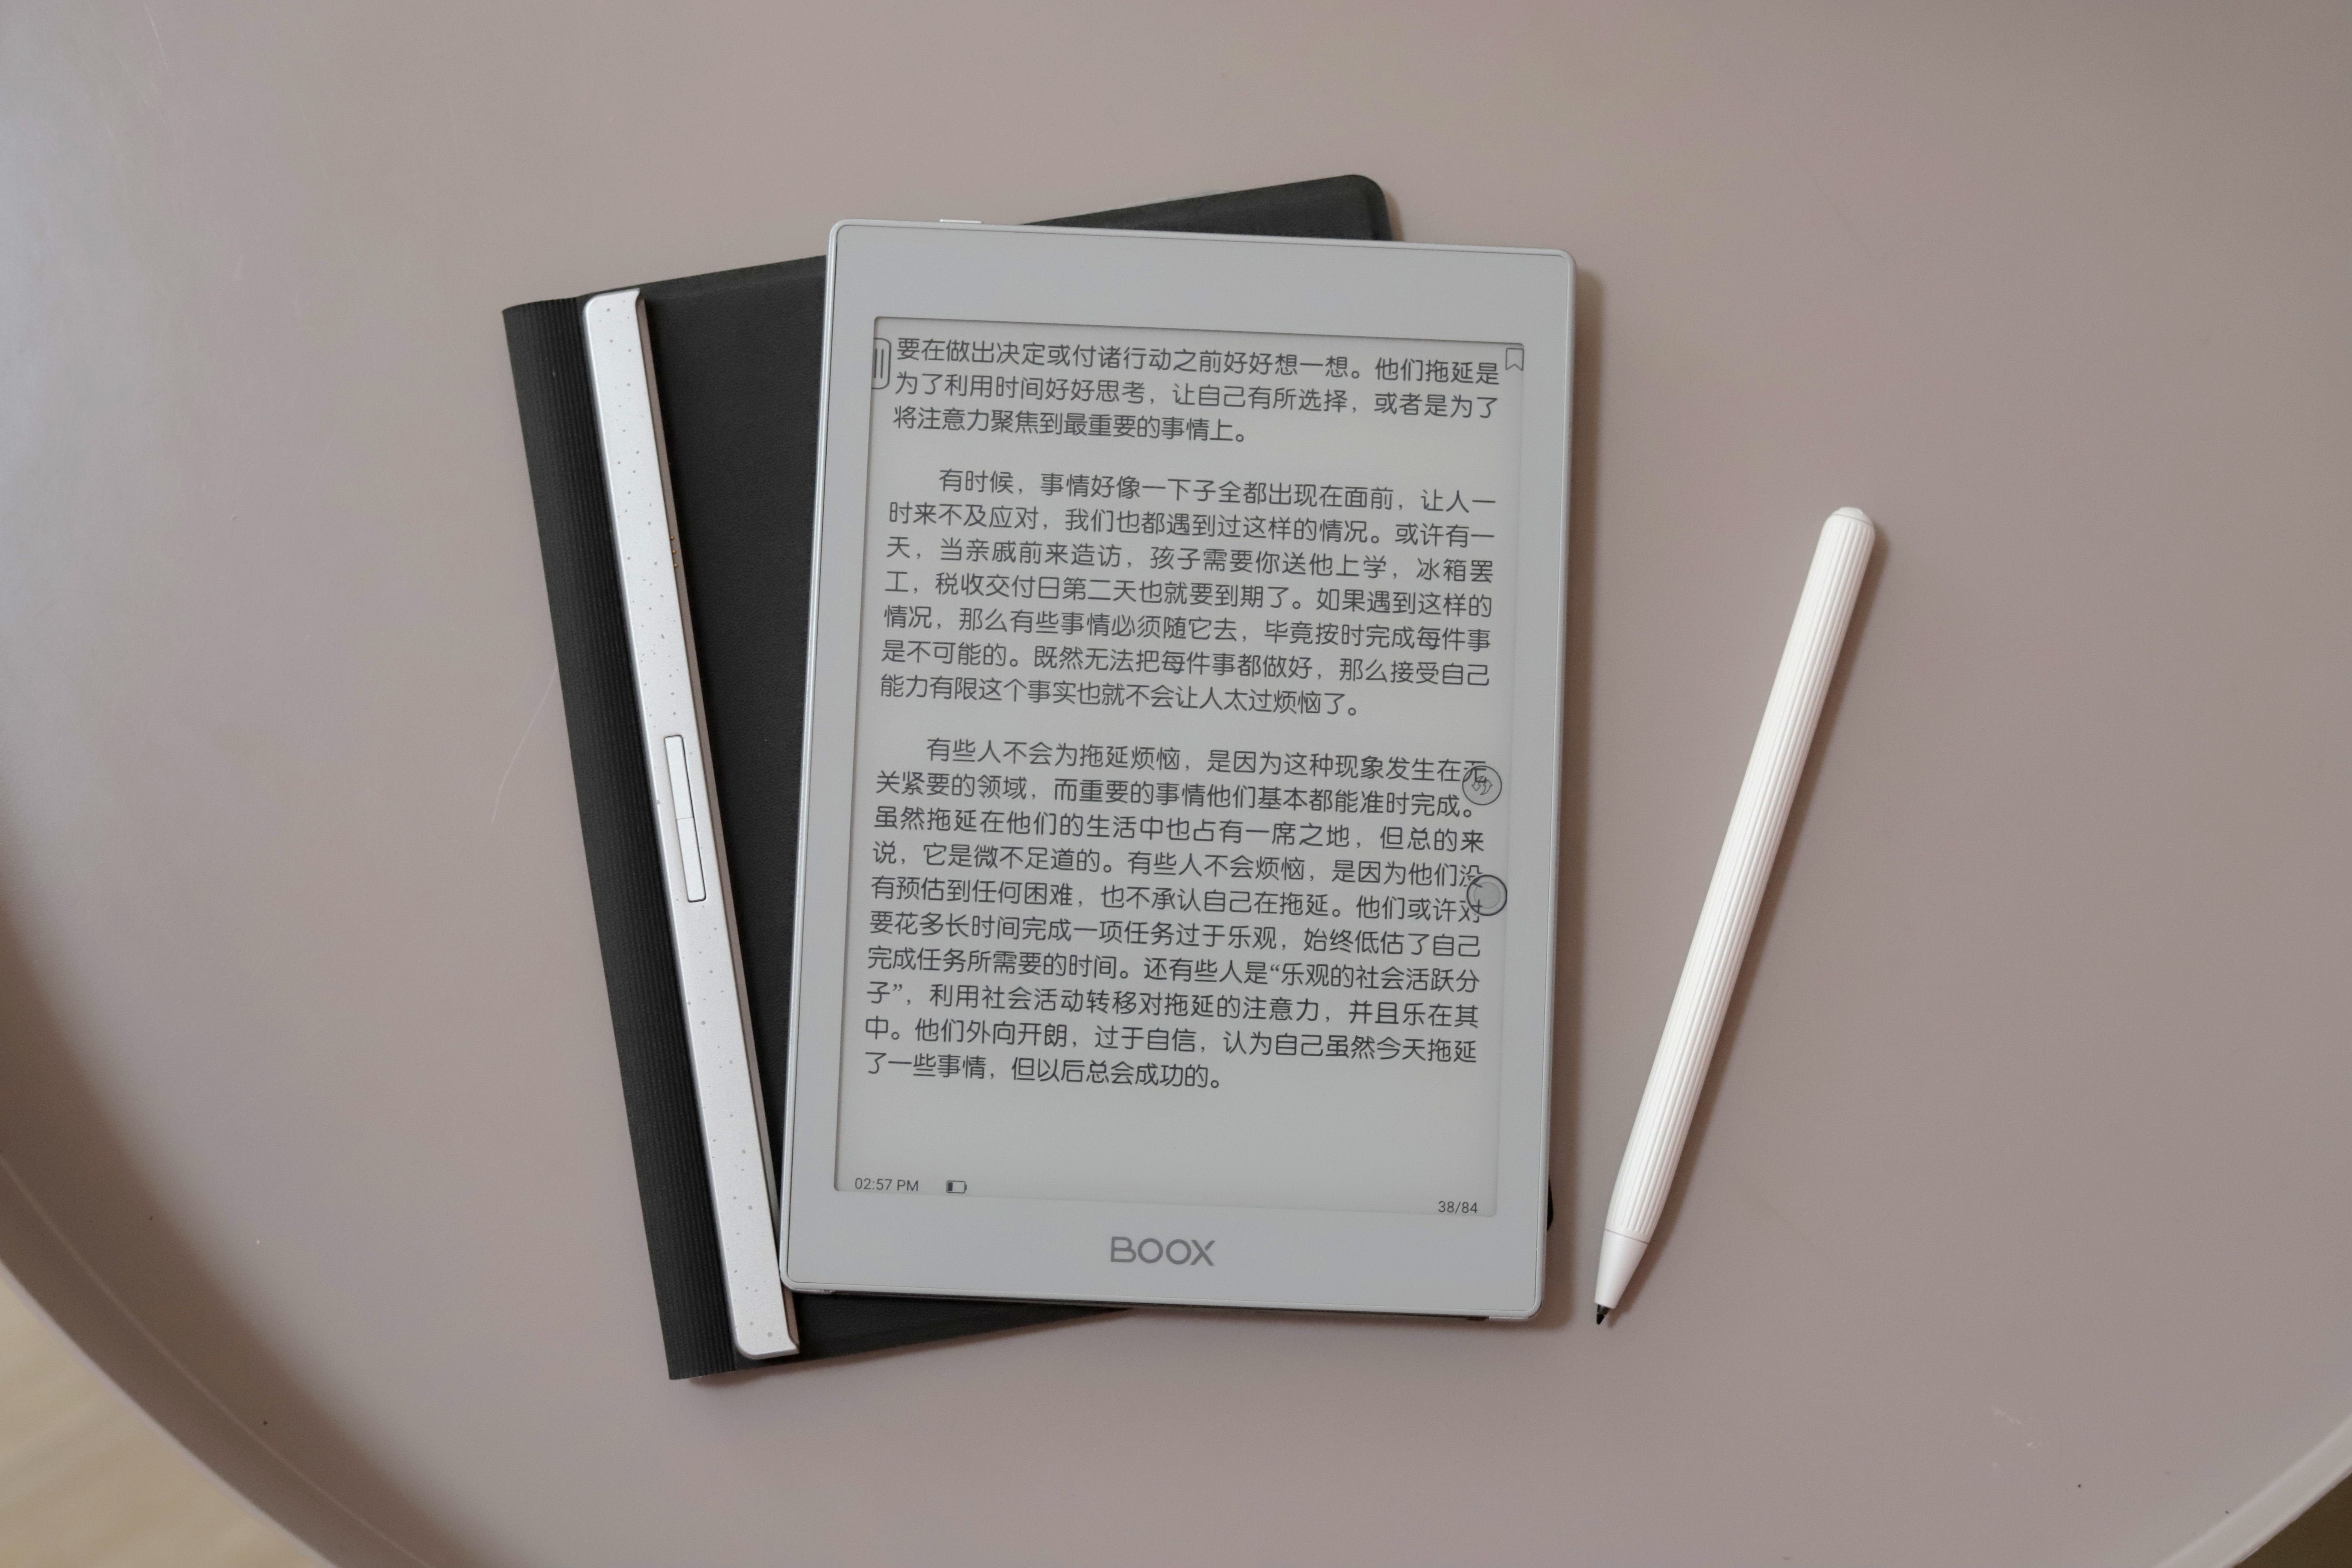 要在做出决定或付诸行动之前好好想一想。他们拖延是
为了利用时间好好思考，让自己有所选择，或者是为了
将注意力聚焦到最重要的事情上。
有时候，事情好像一下子全都出现在面前，让人一
时来不及应对，我们也都遇到过这样的情况。或许有一
天，当亲戚前来造访，孩子需要你送他上学，冰箱罢
工，税收交付日第二天也就要到期了。如果遇到这样的
情况，那么有些事情必须随它去，毕竟按时完成每件事
是不可能的。既然无法把每件事都做好，那么接受自己
能力有限这个事实也就不会让人太过烦恼了。
有些人不会为拖延烦恼，是因为这种现象发生在无
关紧要的领域，而重要的事情他们基本都能准时完成。
虽然拖延在他们的生活中也占有一席之地，但总的来
说，它是微不足道的。有些人不会烦恼，是因为他们没
有预估到任何困难，也不承认自己在拖延。他们或许对
要花多长时间完成一项任务过于乐观，始终低估了自己
完成任务所需要的时间。还有些人是“乐观的社会活跃分
子”，利用社会活动转移对拖延的注意力，并且乐在其
中。他们外向开朗，过于自信，认为自己虽然今天拖延
了一些事情，但以后总会成功的。
02:57 PM
38/84
BOOX